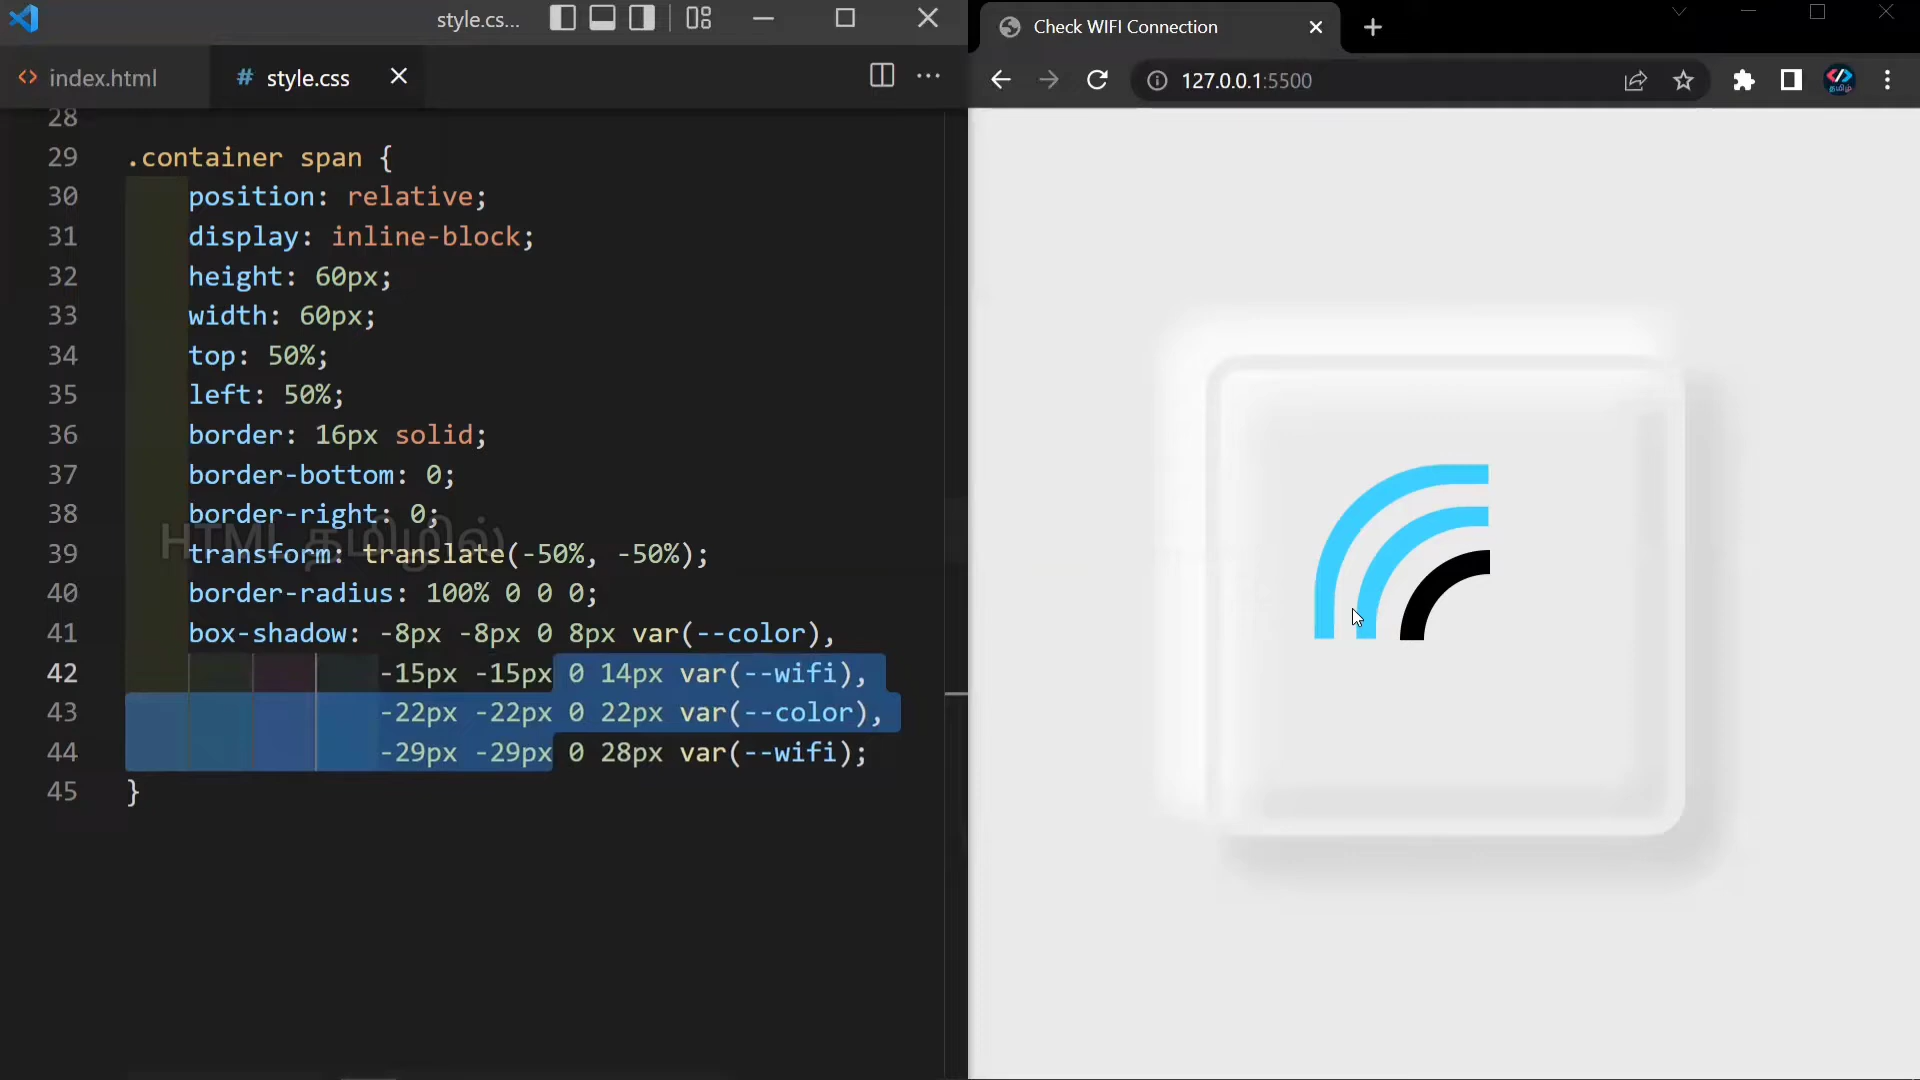 style.cs...
Check WIFI Connection
index.html
# style.css
127.0.0.1:5500
28
29 .container span {
30 position: relative;
31 display: inline-block;
32 height: 60px;
33 width: 60px;
34 top: 50%;
35 left: 50%;
36 border: 16px solid;
37 border-bottom: 0;
38 border-right: 0;
HTML தமிழில்
39 transform: translate(-50%, -50%);
40 border-radius: 100% 0 0 0;
41 box-shadow: -8px -8px 0 8px var(--color),
42 -15px -15px 0 14px var(--wifi),
43 -22px -22px 0 22px var(--color),
44 -29px -29px 0 28px var(--wifi);
45 }